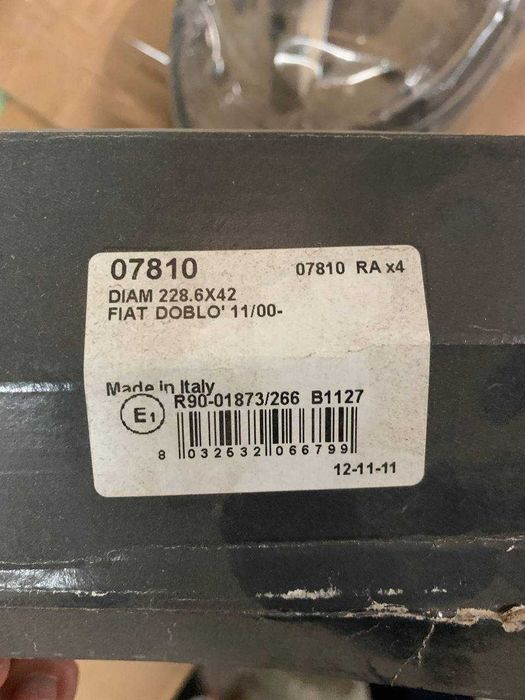 07810
07810 RA x4
DIAM 228.6X42
FIAT DOBLO' 11/00-
Made in Italy
E1
R90-01873/266 B1127
8 032532 066799
12-11-11